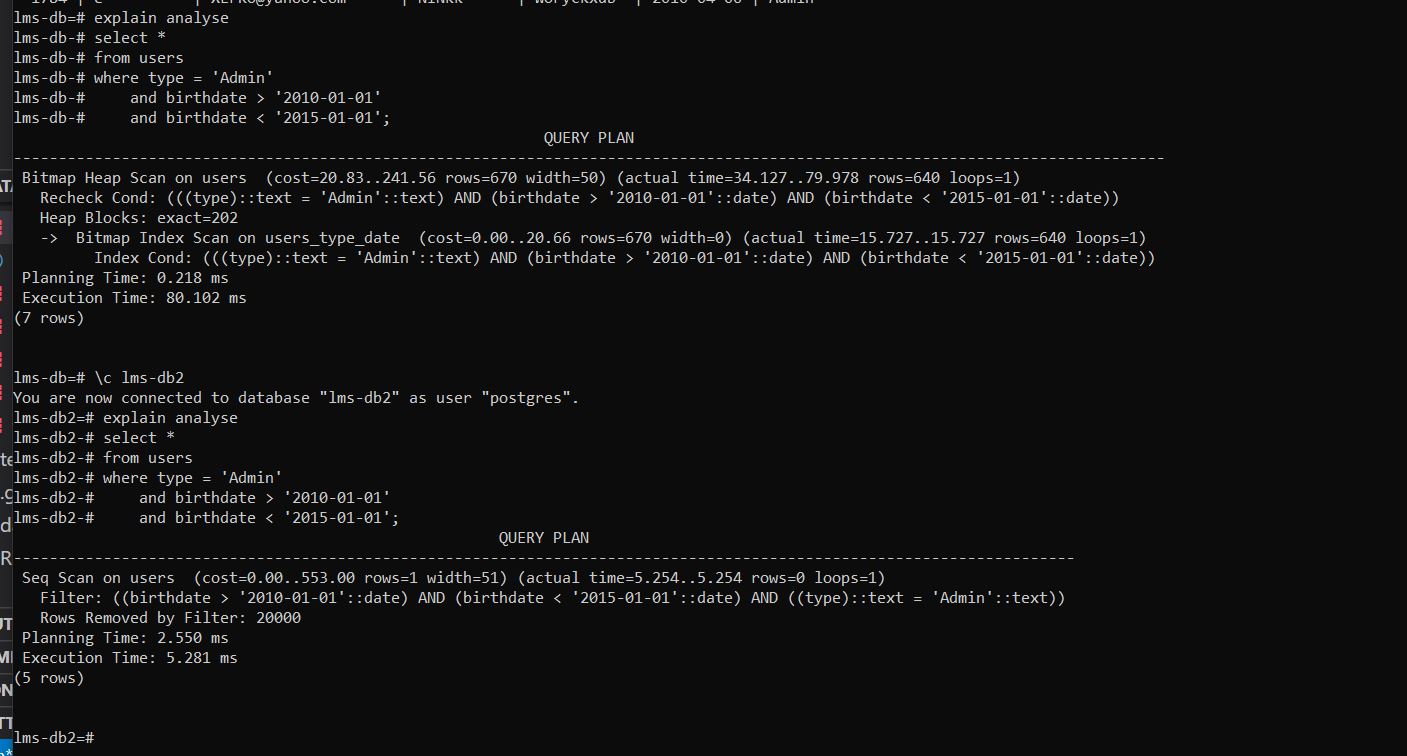 lms-db=# explain analyse
lms-db-# select *
lms-db-# from users
lms-db-# where type = 'Admin'
lms-db-#     and birthdate > '2010-01-01'
lms-db-#     and birthdate < '2015-01-01';
QUERY PLAN
--------------------------------------------------------------------------------------------------------------------------------
Bitmap Heap Scan on users  (cost=20.83..241.56 rows=670 width=50) (actual time=34.127..79.978 rows=640 loops=1)
  Recheck Cond: (((type)::text = 'Admin'::text) AND (birthdate > '2010-01-01'::date) AND (birthdate < '2015-01-01'::date))
  Heap Blocks: exact=202
  ->  Bitmap Index Scan on users_type_date  (cost=0.00..20.66 rows=670 width=0) (actual time=15.727..15.727 rows=640 loops=1)
        Index Cond: (((type)::text = 'Admin'::text) AND (birthdate > '2010-01-01'::date) AND (birthdate < '2015-01-01'::date))
Planning Time: 0.218 ms
Execution Time: 80.102 ms
(7 rows)
lms-db=# \c lms-db2
You are now connected to database "lms-db2" as user "postgres".
lms-db2=# explain analyse
lms-db2-# select *
lms-db2-# from users
lms-db2-# where type = 'Admin'
lms-db2-#     and birthdate > '2010-01-01'
lms-db2-#     and birthdate < '2015-01-01';
QUERY PLAN
----------------------------------------------------------------------------------------------------------------------
Seq Scan on users  (cost=0.00..553.00 rows=1 width=51) (actual time=5.254..5.254 rows=0 loops=1)
  Filter: ((birthdate > '2010-01-01'::date) AND (birthdate < '2015-01-01'::date) AND ((type)::text = 'Admin'::text))
  Rows Removed by Filter: 20000
Planning Time: 2.550 ms
Execution Time: 5.281 ms
(5 rows)
lms-db2=#